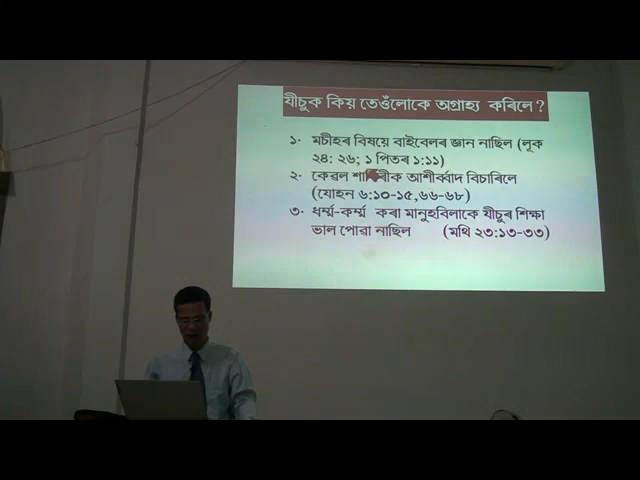 যীচুক কিয় তেওঁলোকে অগ্ৰাহ্য কৰিলে ?
১. মচীহৰ বিষয়ে বাইবেলৰ জ্ঞান নাছিল (লূক
২৪: ২৬; ১ পিতৰ ১:১১)
২. কেৱল আশীৰ্ব্বাদ বিচাৰিলে
(যোহন ৬:১০-১৫,৬৬-৬৮)
৩. ধৰ্ম্ম-কৰ্ম্ম কৰা মানুহবিলাকে যীচুৰ শিক্ষা
ভাল পোৱা নাছিল (মথি ২৩:১৩-৩৩)